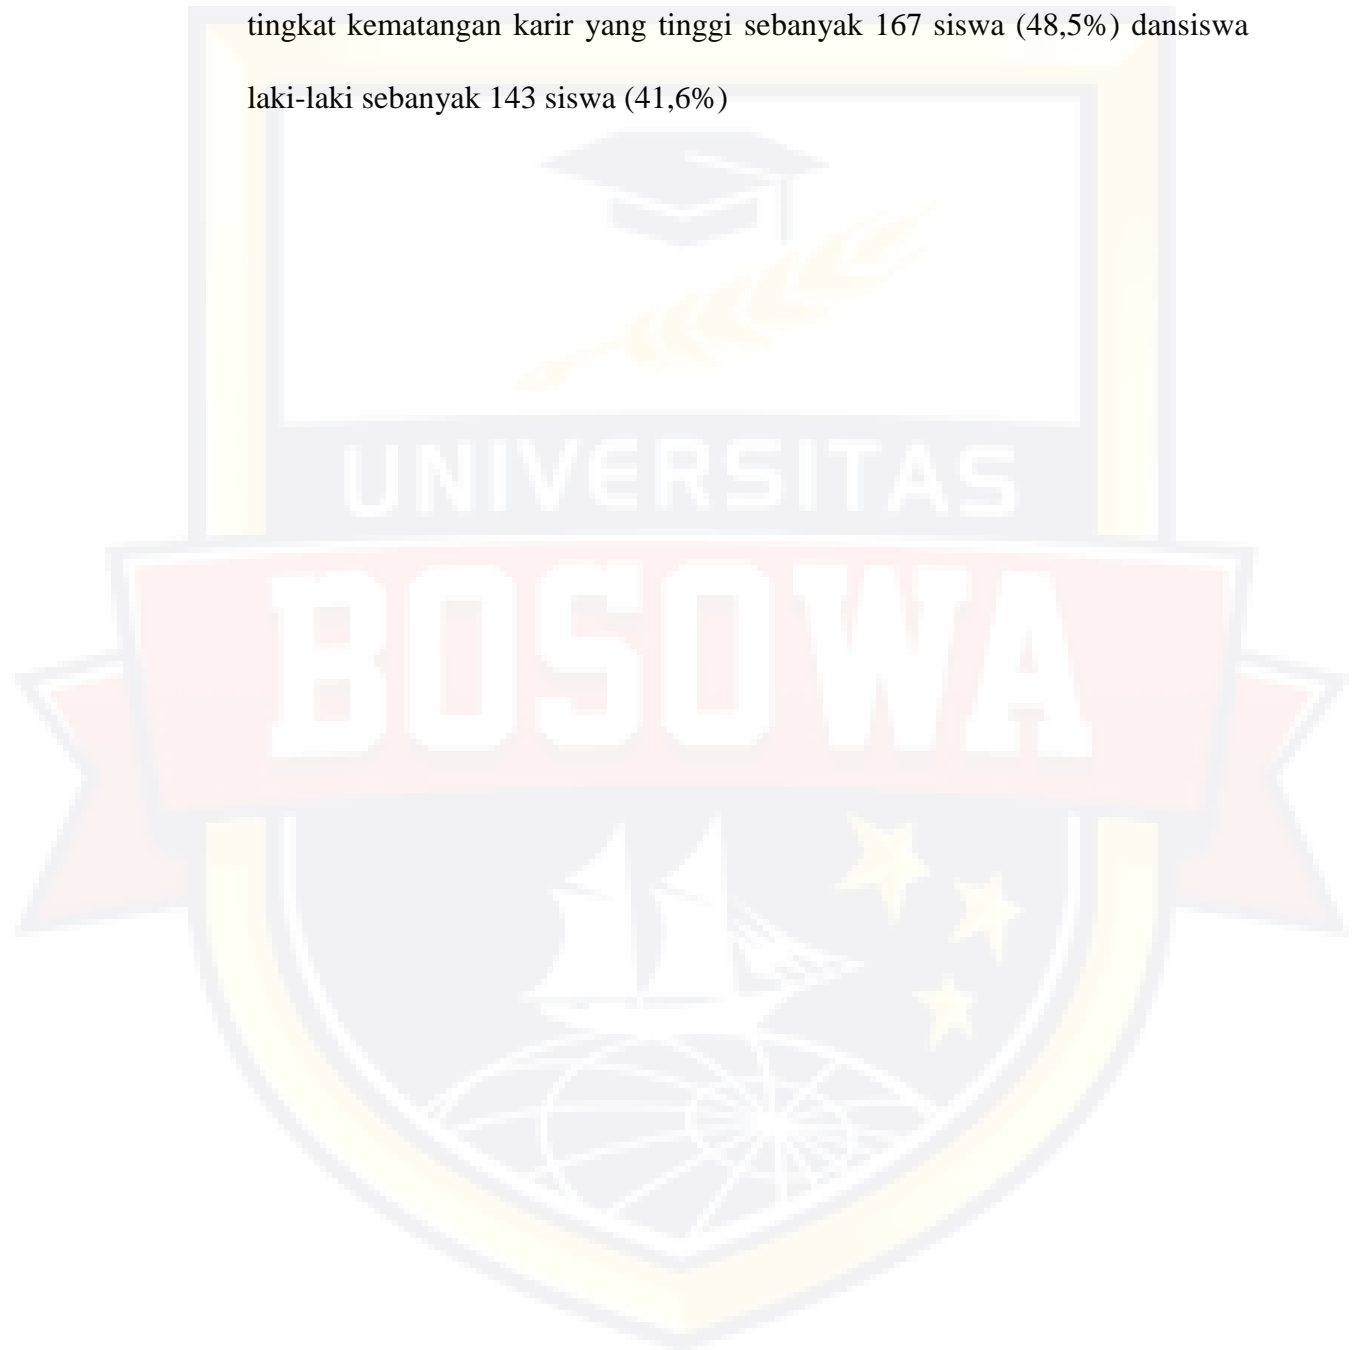 tingkat kematangan karir yang tinggi sebanyak 167 siswa (48,5%) dansiswa
laki-laki sebanyak 143 siswa (41,6%)
UNIVERSITAS
BOSOWA